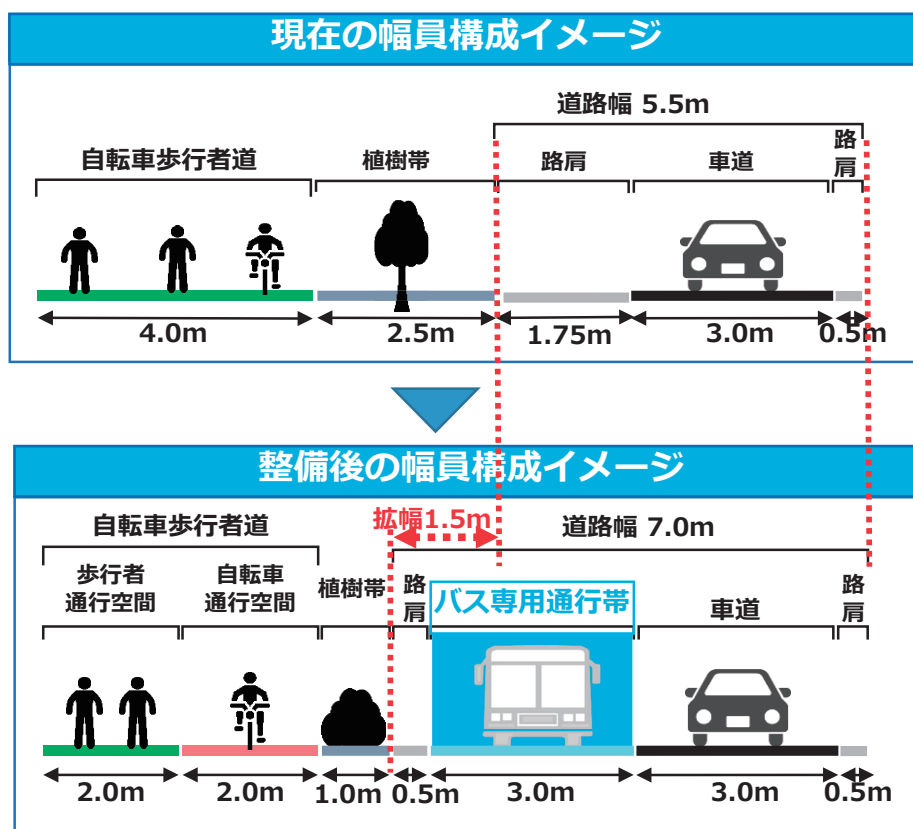 現在の幅員構成イメージ
道路幅 5.5m
自転車歩行者道
植樹帯
路肩
車道
路肩
4.0m
2.5m
1.75m
3.0m
0.5m
整備後の幅員構成イメージ
自転車歩行者道
拡幅1.5m
道路幅 7.0m
歩行者
通行空間
自転車
通行空間
植樹帯
路肩
バス専用通行帯
車道
路肩
2.0m
2.0m
1.0m
0.5m
3.0m
3.0m
0.5m